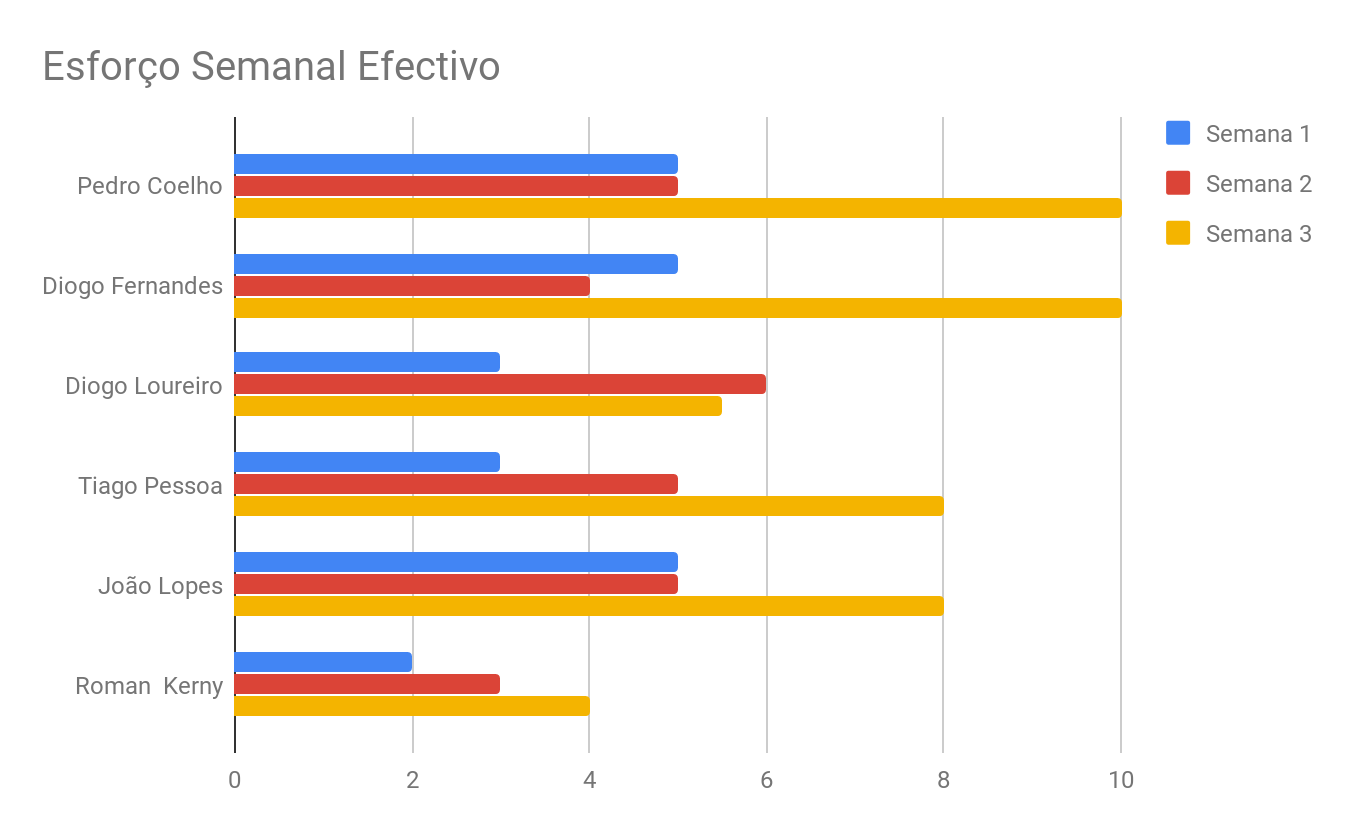 Esforço Semanal Efectivo
Semana 1
Semana 2
Semana 3
Pedro Coelho
Diogo Fernandes
Diogo Loureiro
Tiago Pessoa
João Lopes
Roman  Kerny
0 2 4 6 8 10